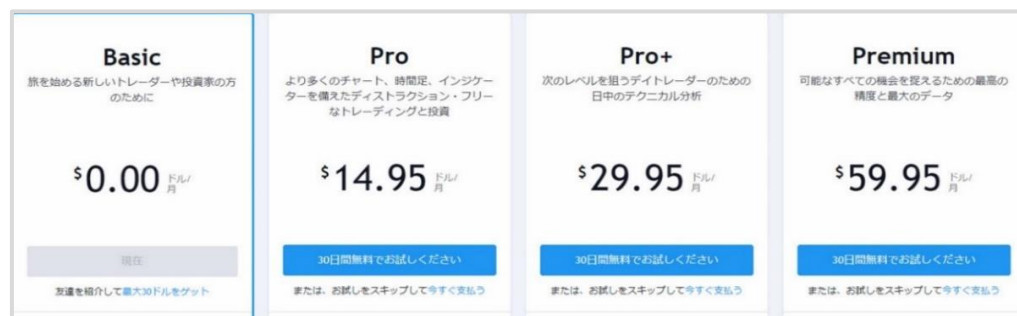 Basic
旅を始める新しいトレーダーや投資家の方
のために
$0.00 ドル/
月
現在
友達を紹介して最大30ドルをゲット
Pro
より多くのチャート、時間足、インジケー
ターを備えたディストラクション・フリー
なトレーディングと投資
$14.95 ドル/
月
30日間無料でお試しください
または、お試しをスキップして今すぐ支払う
Pro+
次のレベルを狙うデイトレーダーのための
日中のテクニカル分析
$29.95 ドル/
月
30日間無料でお試しください
または、お試しをスキップして今すぐ支払う
Premium
可能なすべての機会を捉えるための最高の
精度と最大のデータ
$59.95 ドル/
月
30日間無料でお試しください
または、お試しをスキップして今すぐ支払う